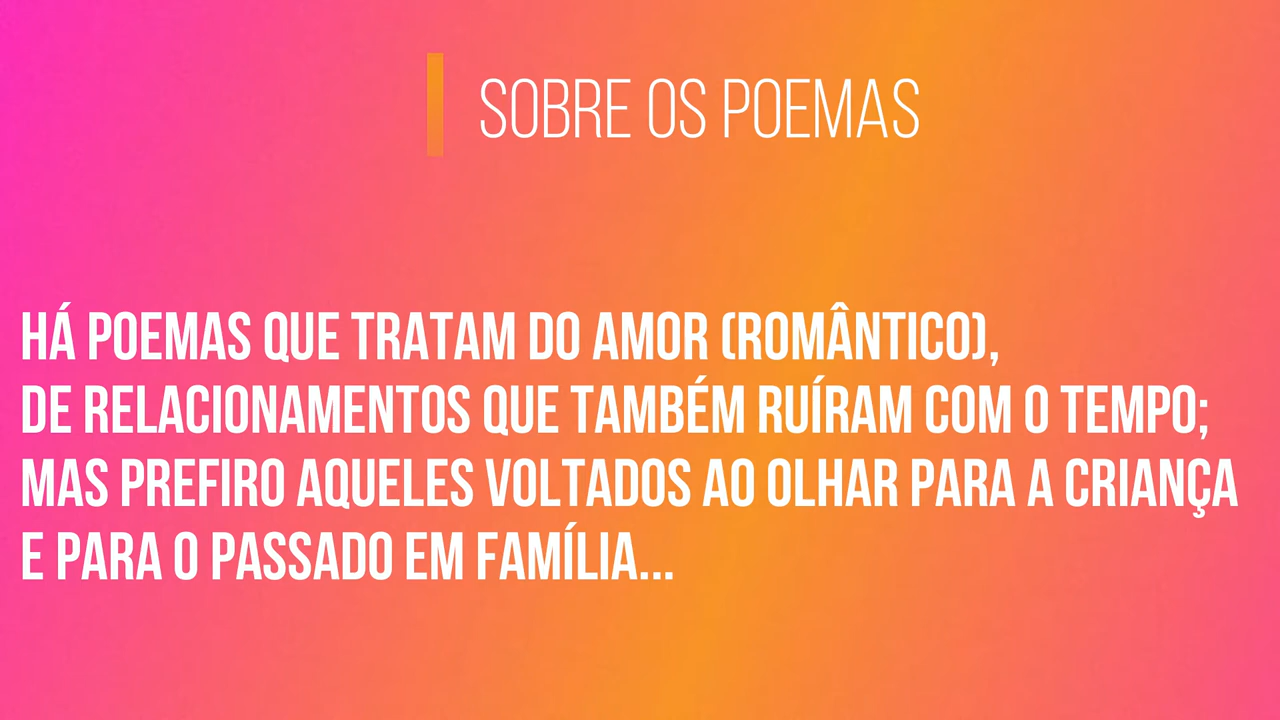 SOBRE OS POEMAS
HÁ POEMAS QUE TRATAM DO AMOR (ROMÂNTICO),
DE RELACIONAMENTOS QUE TAMBÉM RUÍRAM COM O TEMPO;
MAS PREFIRO AQUELES VOLTADOS AO OLHAR PARA A CRIANÇA
E PARA O PASSADO EM FAMÍLIA...